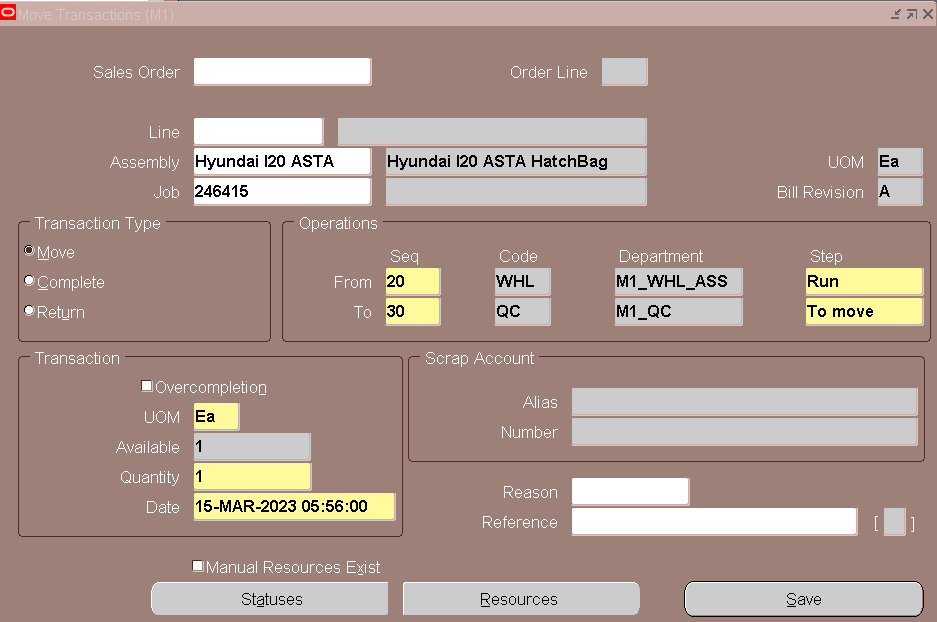 Move Transactions (M1)
Sales Order Order Line
Line
Assembly Hyundai I20 ASTA Hyundai I20 ASTA HatchBag UOM Ea
Job 246415 Bill Revision A
Transaction Type Operations
Seq Code Department Step
Move From 20 WHL M1_WHL_ASS Run
Complete To 30 QC M1_QC To move
Return
Transaction Scrap Account
Overcompletion
UOM Ea Alias
Available 1 Number
Quantity 1
Date 15-MAR-2023 05:56:00
Reason
Reference [ ]
Manual Resources Exist
Statuses Resources Save